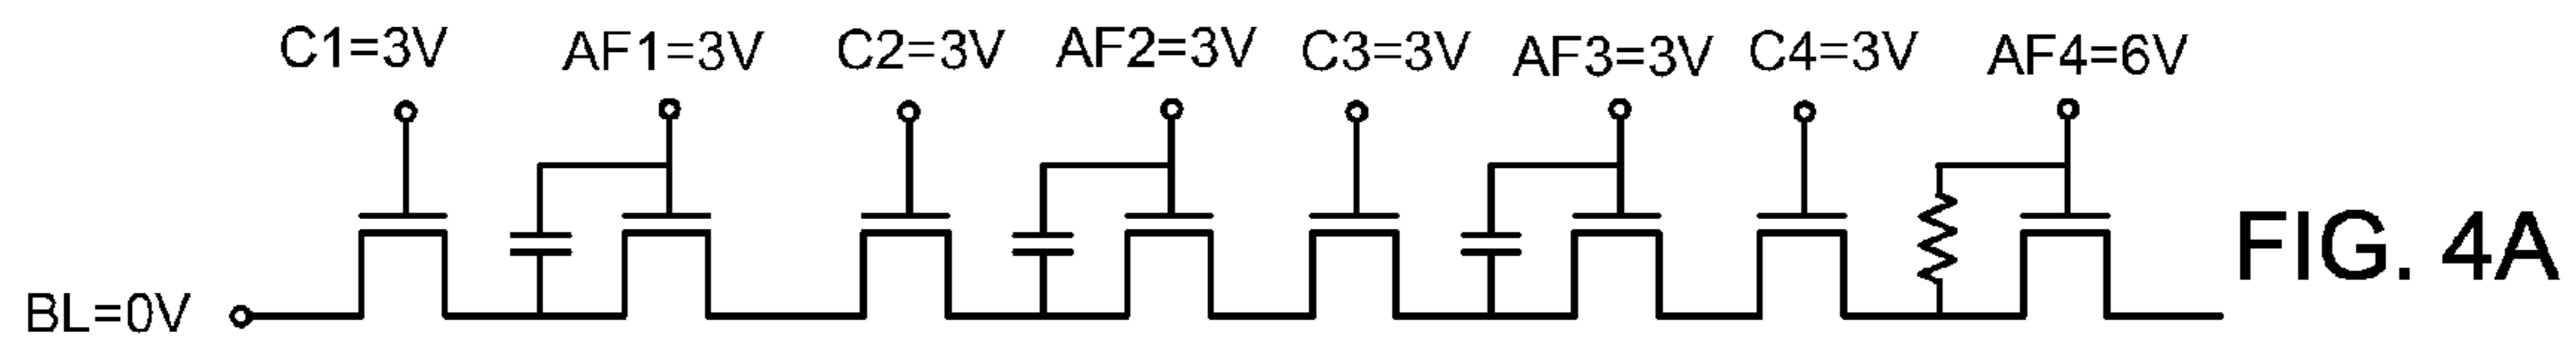 C1=3V AF1=3V C2=3V AF2=3V C3=3V AF3=3V C4=3V AF4=6V
BL=0V
FIG. 4A